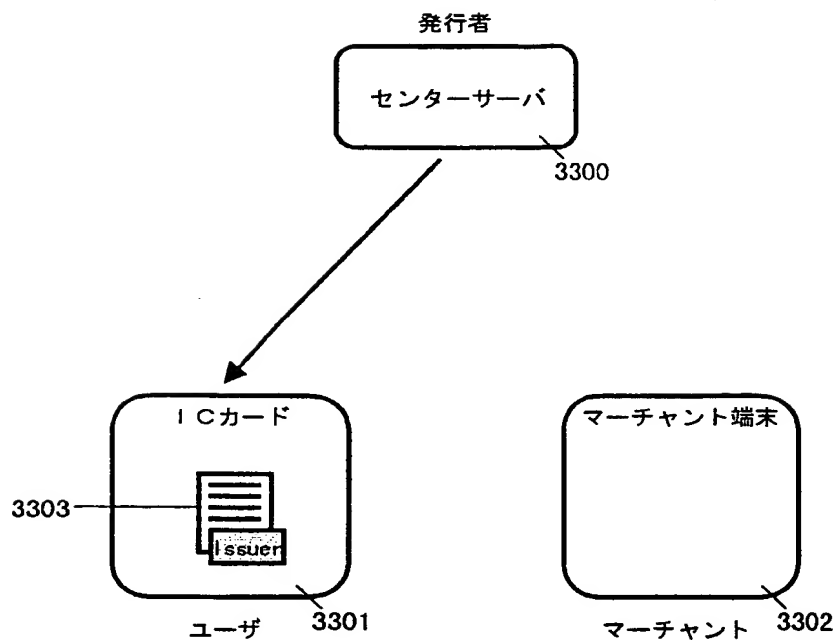 発行者
センターサーバ
3300
ICカード
マーチャント端末
3303
Issuer
3301
3302
ユーザ
マーチャント